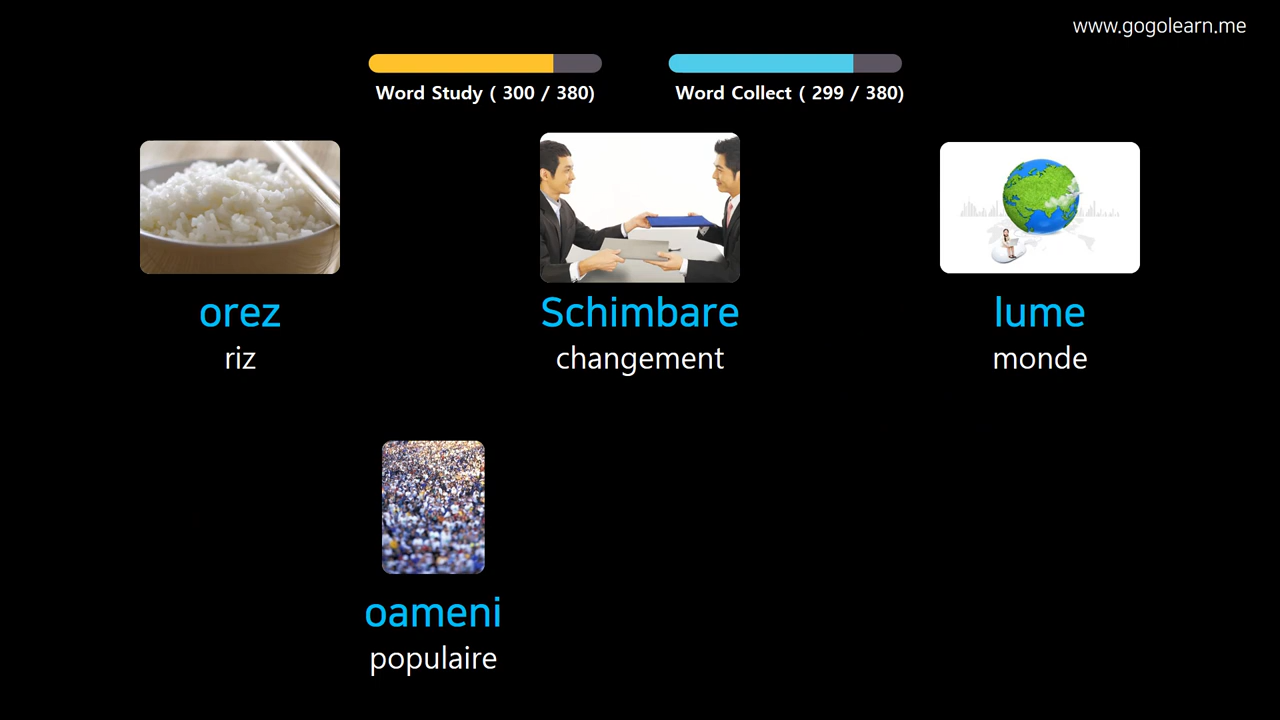 www.gogolearn.me
Word Study ( 300 / 380)
Word Collect ( 299 / 380)
orez
riz
Schimbare
changement
lume
monde
oameni
populaire